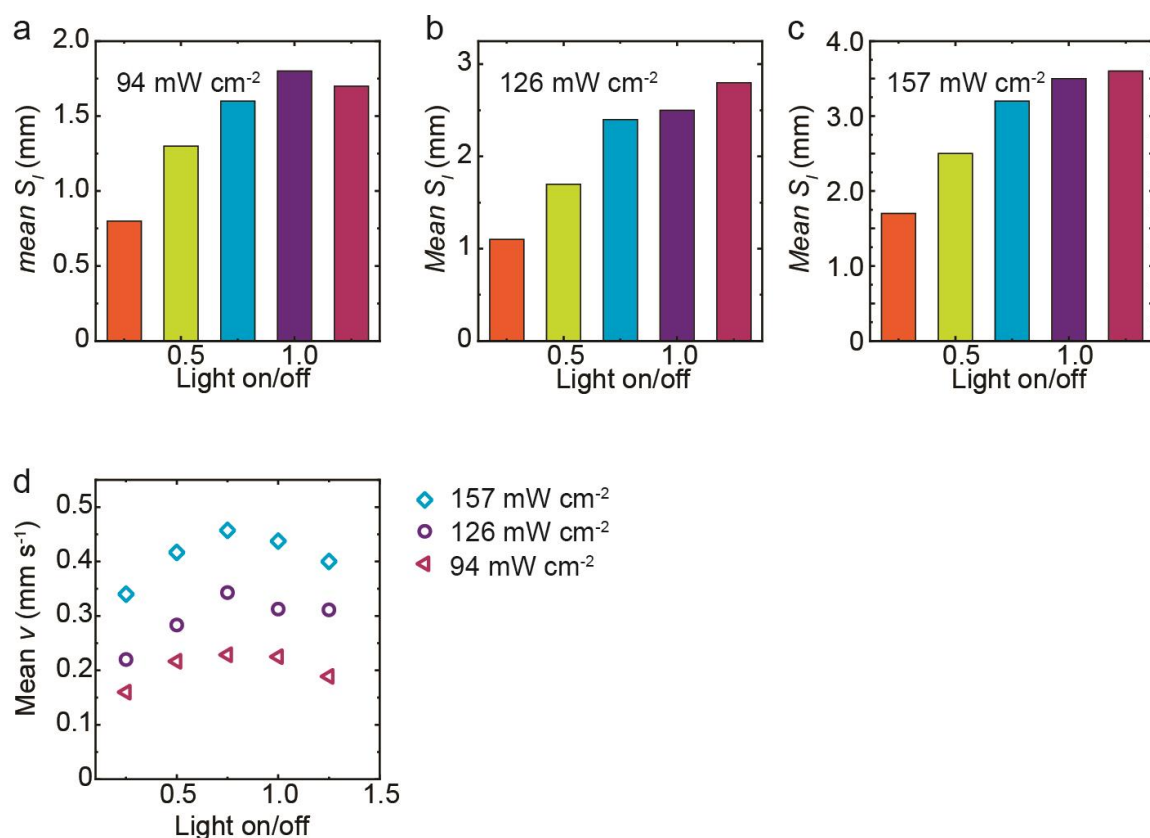 a
2.0
1.5
1.0
0.5
0
mean S_l (mm)
94 mW cm⁻²
0.5 1.0
Light on/off
b
3
2
1
0
Mean S_l (mm)
126 mW cm⁻²
0.5 1.0
Light on/off
c
4.0
3.0
2.0
1.0
0
Mean S_l (mm)
157 mW cm⁻²
0.5 1.0
Light on/off
d
0.5
0.4
0.3
0.2
0.1
0
Mean v (mm s⁻¹)
0.5 1.0 1.5
Light on/off
157 mW cm⁻²
126 mW cm⁻²
94 mW cm⁻²